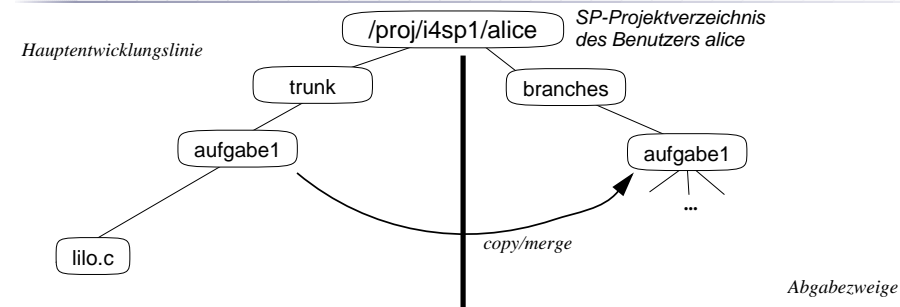 /proj/i4sp1/alice
SP-Projektverzeichnis
des Benutzers alice
Hauptentwicklungslinie
trunk
branches
aufgabe1
aufgabe1
...
copy/merge
lilo.c
Abgabezweige